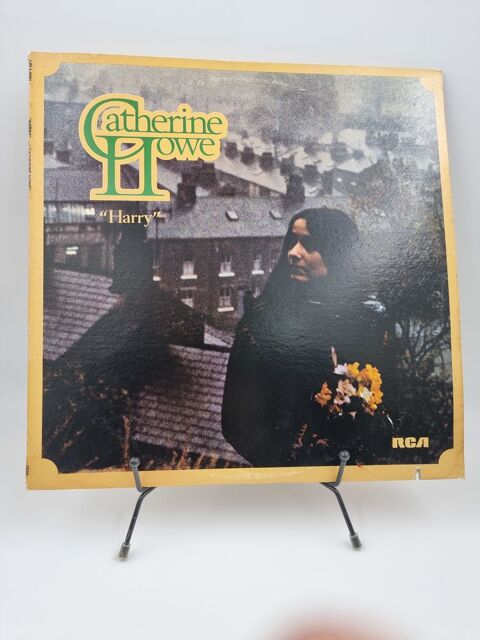 Catherine
Howe
"Harry"
RCA